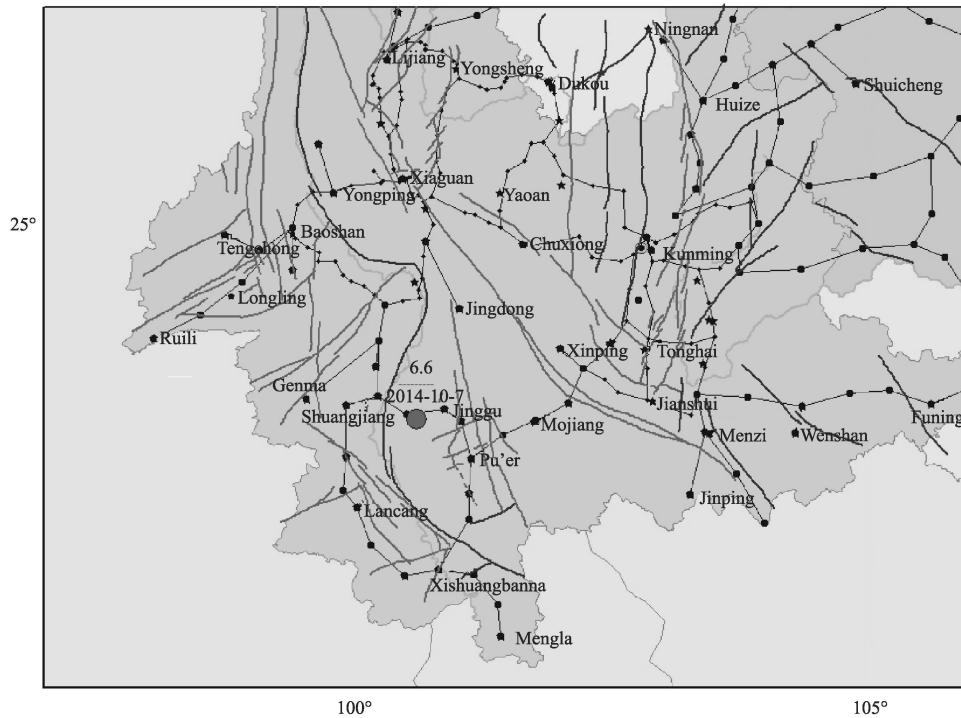 Ningnan
Lijiang
Yongsheng
Dukou
Shuicheng
Huize
Xiaguan
Yongping
Yaoan
25°
Baoshan
Tengchong
Chuxiong
Kunming
Longling
Jingdong
Ruili
Xinping
Tonghai
6.6
Genma
2014-10-7
Shuangjiang
Jinggu
Jianshui
Mojiang
Menzi
Wenshan
Funing
Pu'er
Jinping
Lancang
Xishuangbanna
Mengla
100°
105°